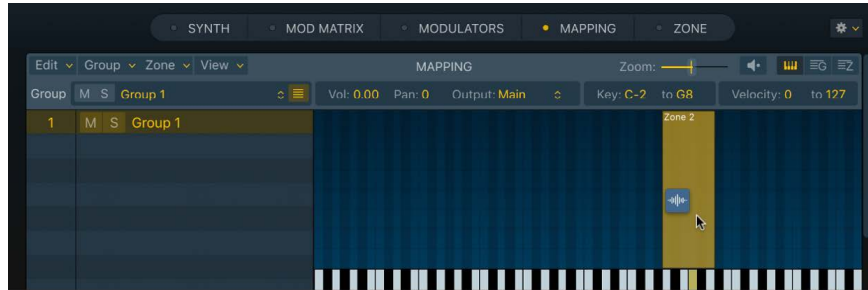 SYNTH MOD MATRIX MODULATORS MAPPING ZONE
Edit Group Zone View MAPPING Zoom: G Z
Group M S Group 1 Vol: 0.00 Pan: 0 Output: Main Key: C-2 to G8 Velocity: 0 to 127
1 M S Group 1 Zone 2